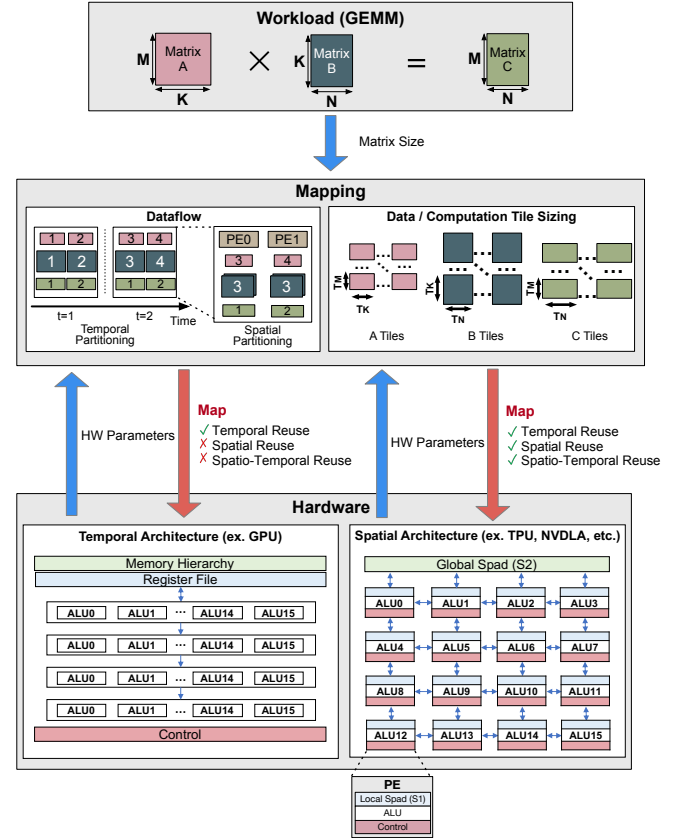 Workload (GEMM)
M
Matrix
A
K
×
K
Matrix
B
N
=
M
Matrix
C
N
Matrix Size
Mapping
Dataflow
1 2 3 4 PE0 PE1
1 2 3 4 3 4
1 2 1 2 3 3
1 2
t=1 t=2 Time
Temporal
Partitioning
Spatial
Partitioning
Data / Computation Tile Sizing
TM
TK
A Tiles
TK
TN
B Tiles
TM
TN
C Tiles
HW Parameters
Map
✓ Temporal Reuse
✗ Spatial Reuse
✗ Spatio-Temporal Reuse
HW Parameters
Map
✓ Temporal Reuse
✓ Spatial Reuse
✓ Spatio-Temporal Reuse
Hardware
Temporal Architecture (ex. GPU)
Memory Hierarchy
Register File
ALU0 ALU1 ... ALU14 ALU15
ALU0 ALU1 ... ALU14 ALU15
ALU0 ALU1 ... ALU14 ALU15
ALU0 ALU1 ... ALU14 ALU15
Control
Spatial Architecture (ex. TPU, NVDLA, etc.)
Global Spad (S2)
ALU0 ALU1 ALU2 ALU3
ALU4 ALU5 ALU6 ALU7
ALU8 ALU9 ALU10 ALU11
ALU12 ALU13 ALU14 ALU15
PE
Local Spad (S1)
ALU
Control